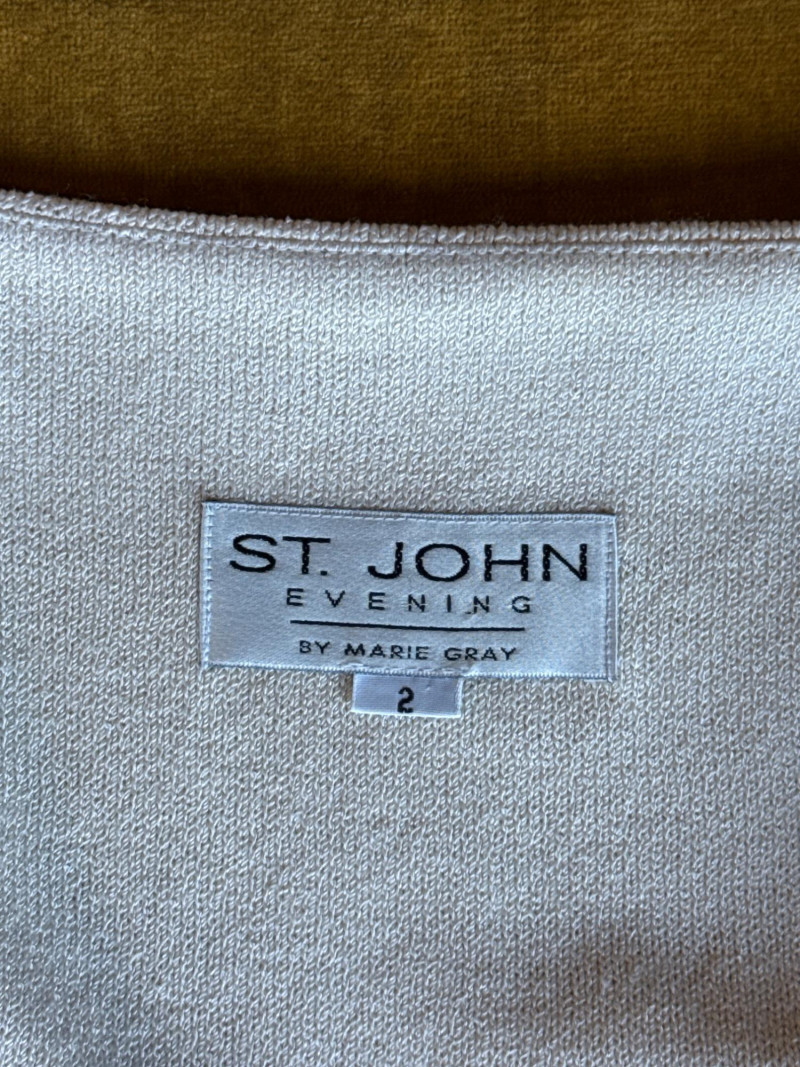 ST. JOHN
EVENING
BY MARIE GRAY
2